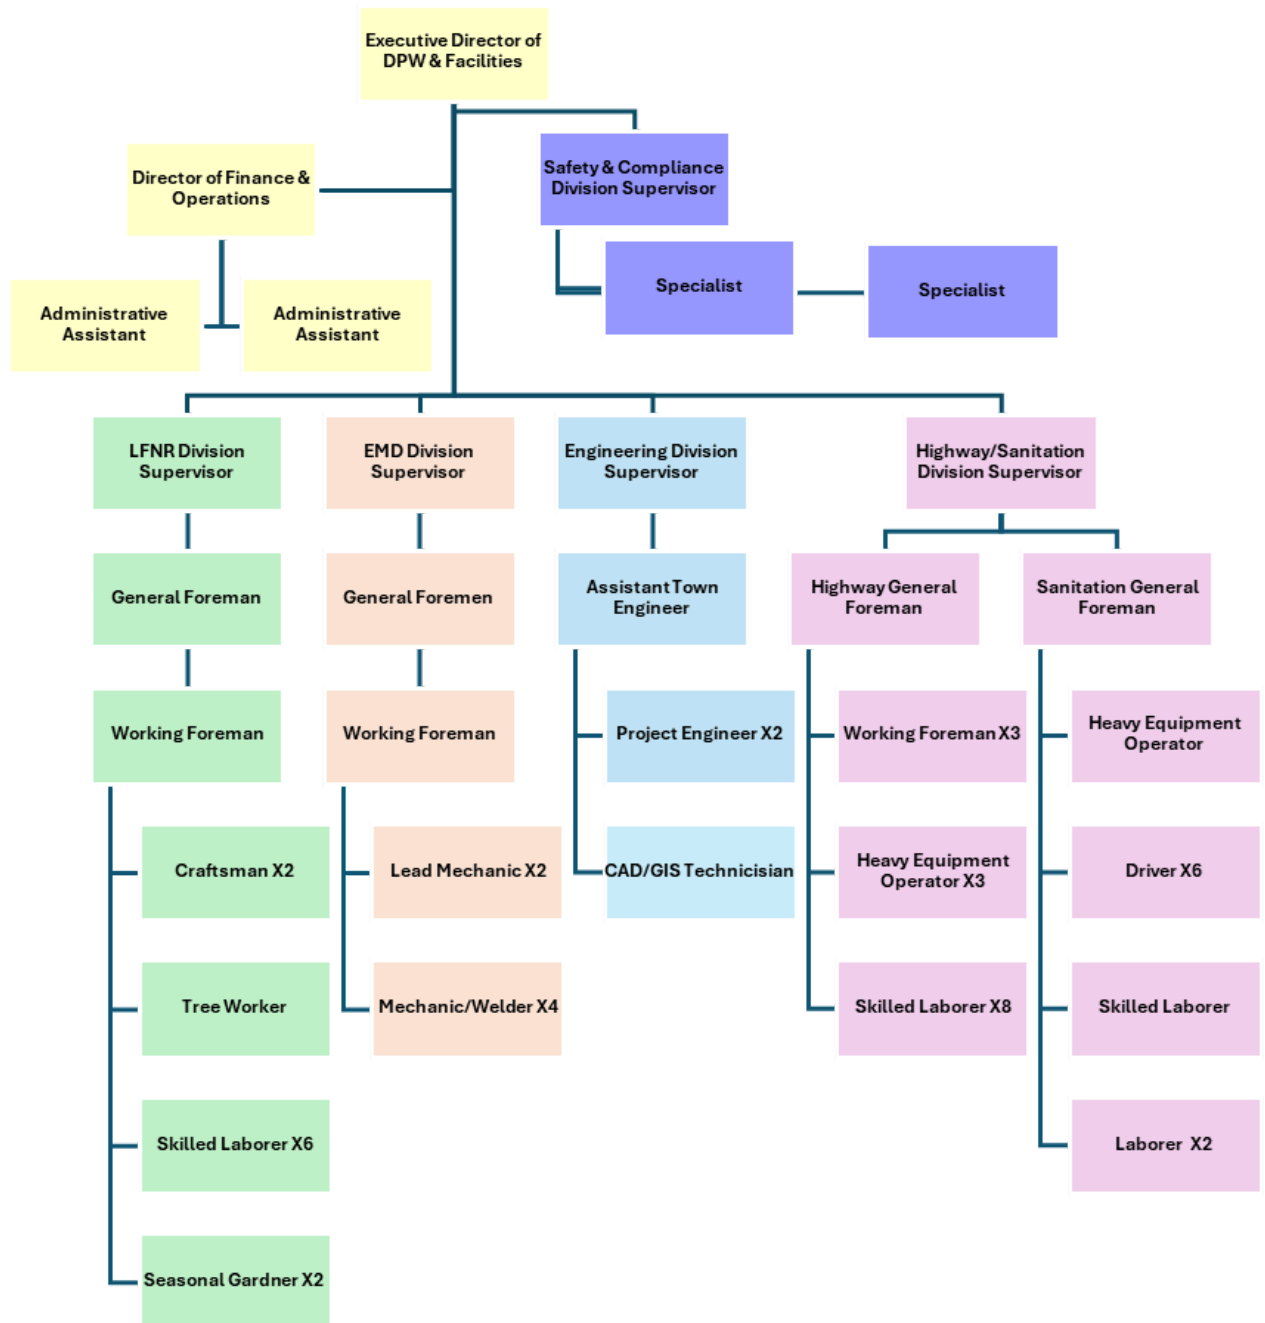 Executive Director of
DPW & Facilities
Director of Finance &
Operations
Safety & Compliance
Division Supervisor
Specialist
Specialist
Administrative
Assistant
Administrative
Assistant
LFNR Division
Supervisor
EMD Division
Supervisor
Engineering Division
Supervisor
Highway/Sanitation
Division Supervisor
General Foreman
General Foremen
Assistant Town
Engineer
Highway General
Foreman
Sanitation General
Foreman
Working Foreman
Working Foreman
Project Engineer X2
Working Foreman X3
Heavy Equipment
Operator
Craftsman X2
Lead Mechanic X2
CAD/GIS Technicisian
Heavy Equipment
Operator X3
Driver X6
Tree Worker
Mechanic/Welder X4
Skilled Laborer X8
Skilled Laborer
Skilled Laborer X6
Laborer X2
Seasonal Gardner X2